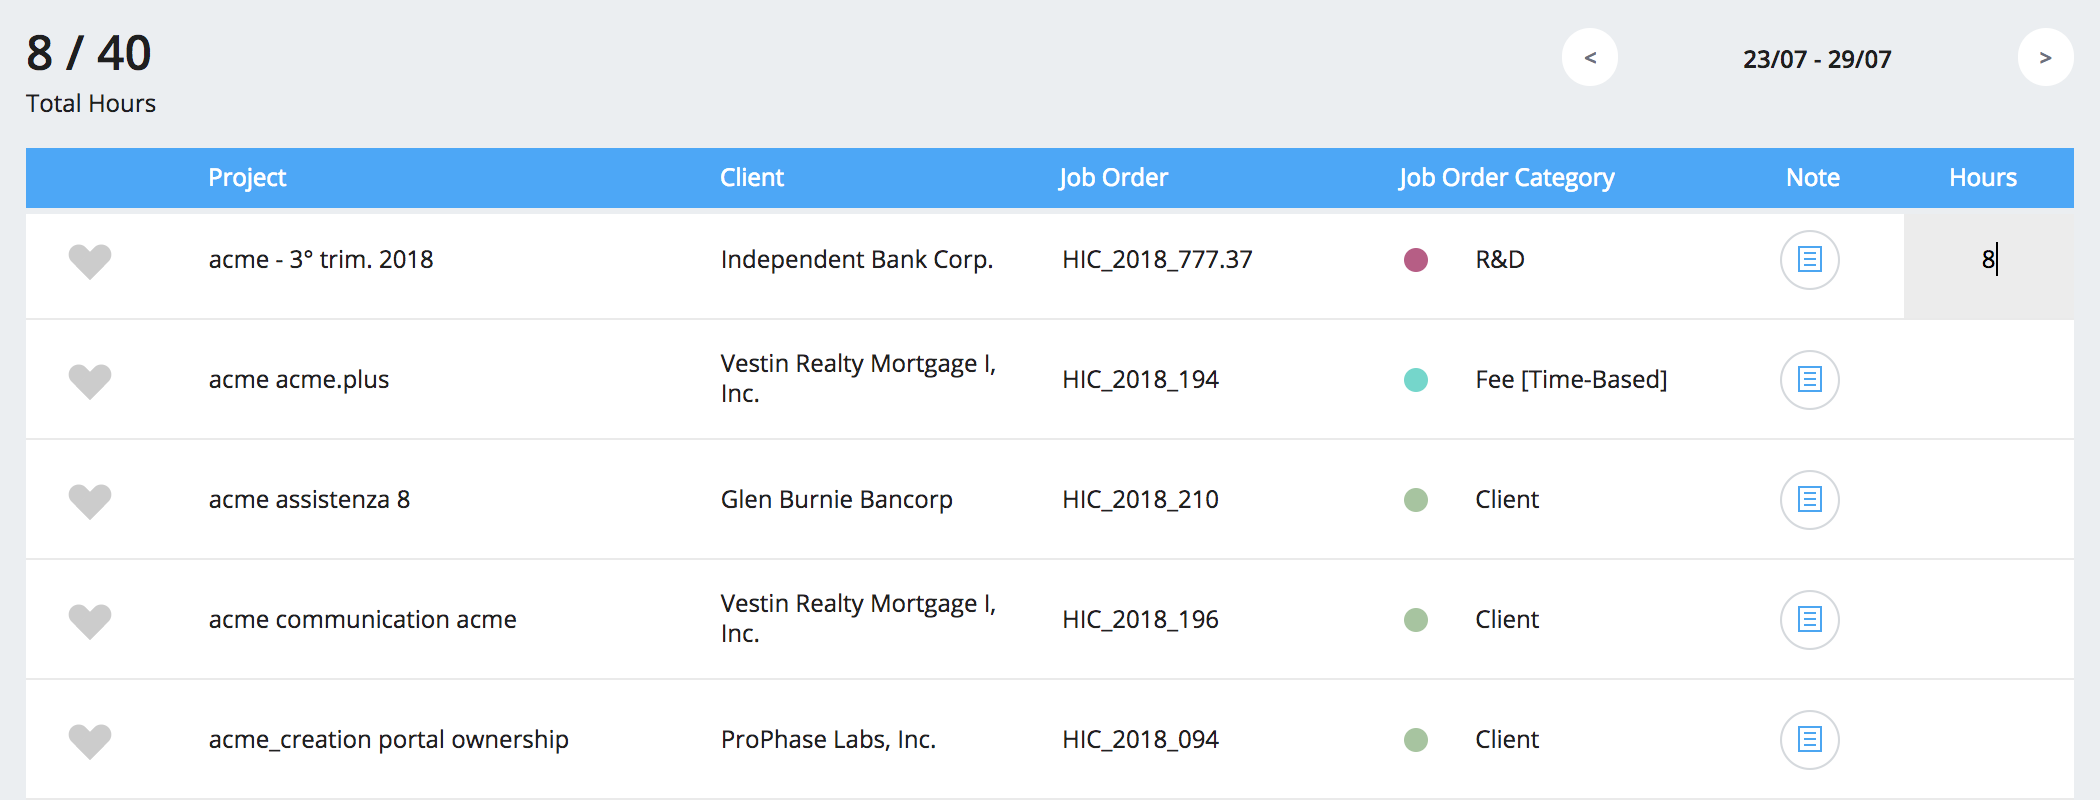 8 / 40
Total Hours
< 23/07 - 29/07 >
Project Client Job Order Job Order Category Note Hours
acme - 3° trim. 2018 Independent Bank Corp. HIC_2018_777.37 R&D 8
acme acme.plus Vestin Realty Mortgage I, Inc. HIC_2018_194 Fee [Time-Based]
acme assistenza 8 Glen Burnie Bancorp HIC_2018_210 Client
acme communication acme Vestin Realty Mortgage I, Inc. HIC_2018_196 Client
acme_creation portal ownership ProPhase Labs, Inc. HIC_2018_094 Client